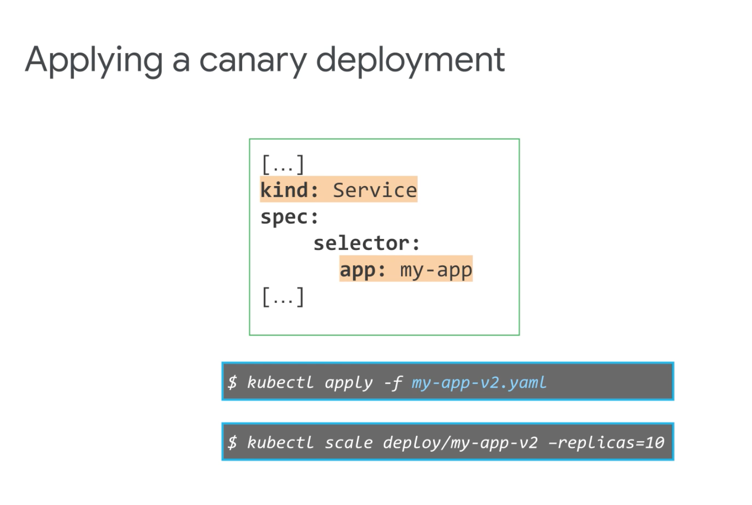 Applying a canary deployment
[...]
kind: Service
spec:
selector:
app: my-app
[...]
$ kubectl apply -f my-app-v2.yaml
$ kubectl scale deploy/my-app-v2 –replicas=10